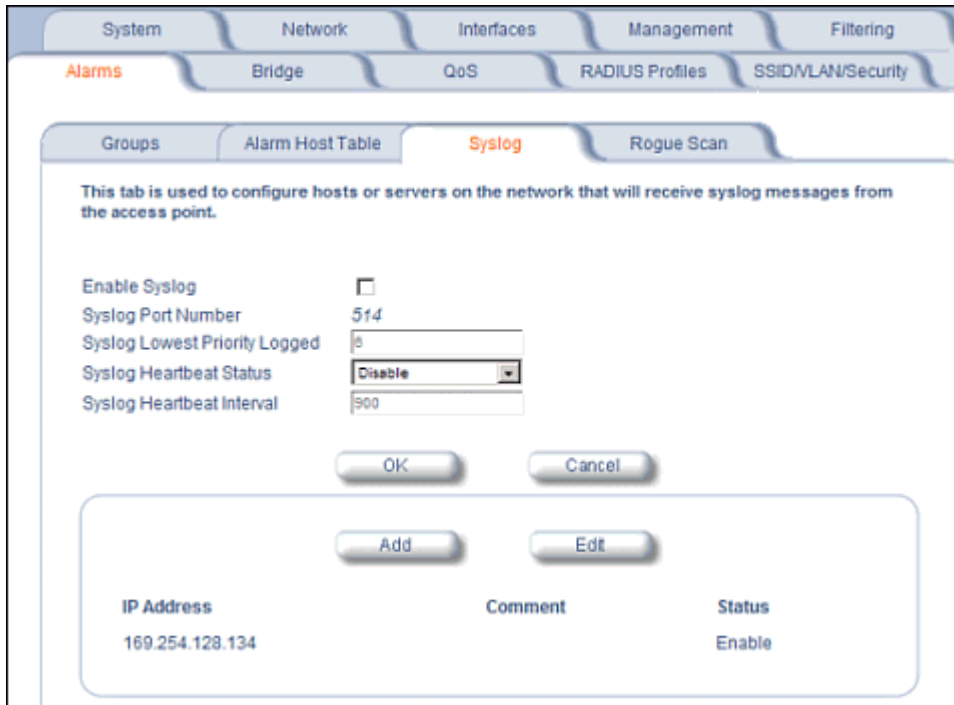 System Network Interfaces Management Filtering
Alarms Bridge QoS RADIUS Profiles SSID/VLAN/Security
Groups Alarm Host Table Syslog Rogue Scan
This tab is used to configure hosts or servers on the network that will receive syslog messages from
the access point.
Enable Syslog
Syslog Port Number 514
Syslog Lowest Priority Logged 6
Syslog Heartbeat Status Disable
Syslog Heartbeat Interval 900
OK Cancel
Add Edit
IP Address Comment Status
169.254.128.134 Enable